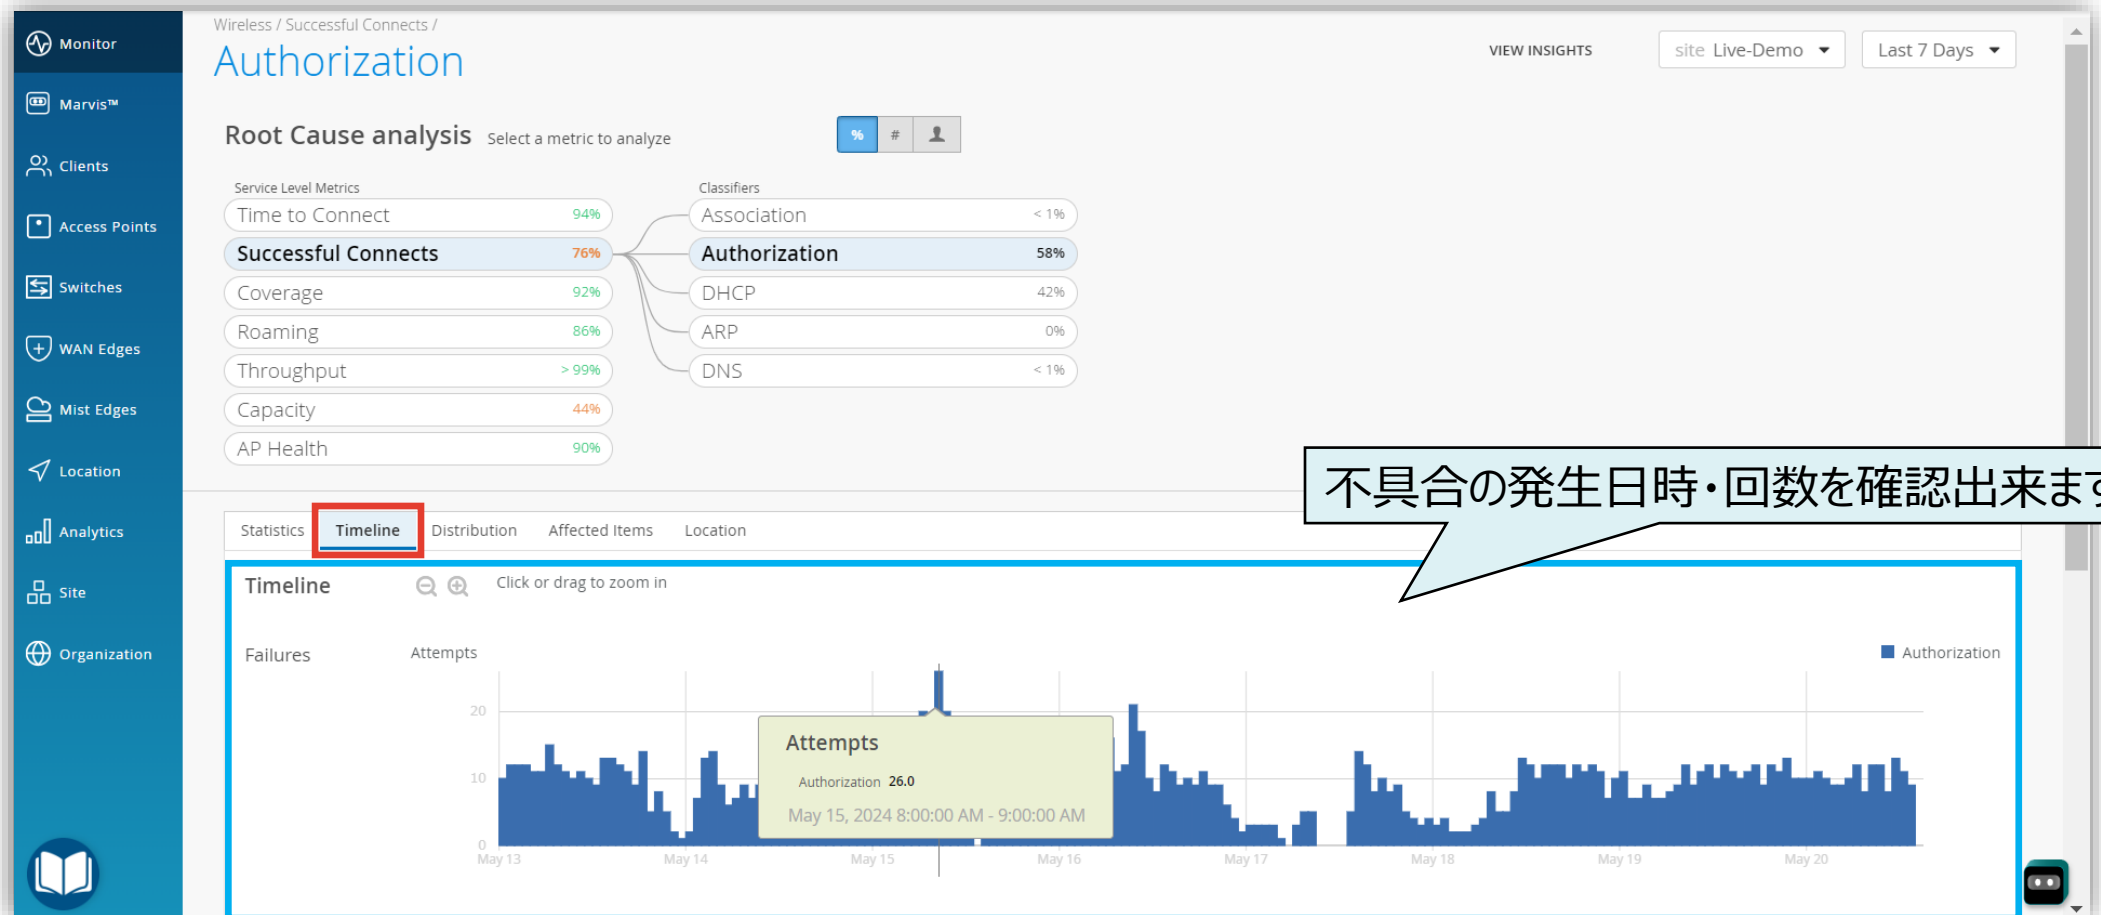 Monitor
Marvis™
Clients
Access Points
Switches
WAN Edges
Mist Edges
Location
Analytics
Site
Organization
Wireless / Successful Connects /
Authorization
VIEW INSIGHTS
site Live-Demo
Last 7 Days
Root Cause analysis Select a metric to analyze
% #
Service Level Metrics
Time to Connect 94%
Successful Connects 76%
Coverage 92%
Roaming 86%
Throughput > 99%
Capacity 44%
AP Health 90%
Classifiers
Association < 1%
Authorization 58%
DHCP 42%
ARP 0%
DNS < 1%
不具合の発生日時・回数を確認出来ます
Statistics Timeline Distribution Affected Items Location
Timeline Click or drag to zoom in
Failures Attempts
Authorization
20
10
0
Attempts
Authorization 26.0
May 15, 2024 8:00:00 AM - 9:00:00 AM
May 13 May 14 May 15 May 16 May 17 May 18 May 19 May 20